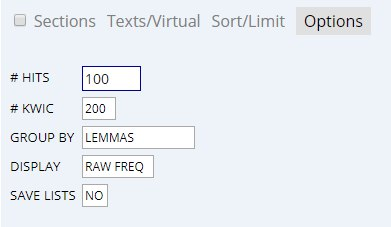 Sections Texts/Virtual Sort/Limit Options
# HITS 100
# KWIC 200
GROUP BY LEMMAS
DISPLAY RAW FREQ
SAVE LISTS NO